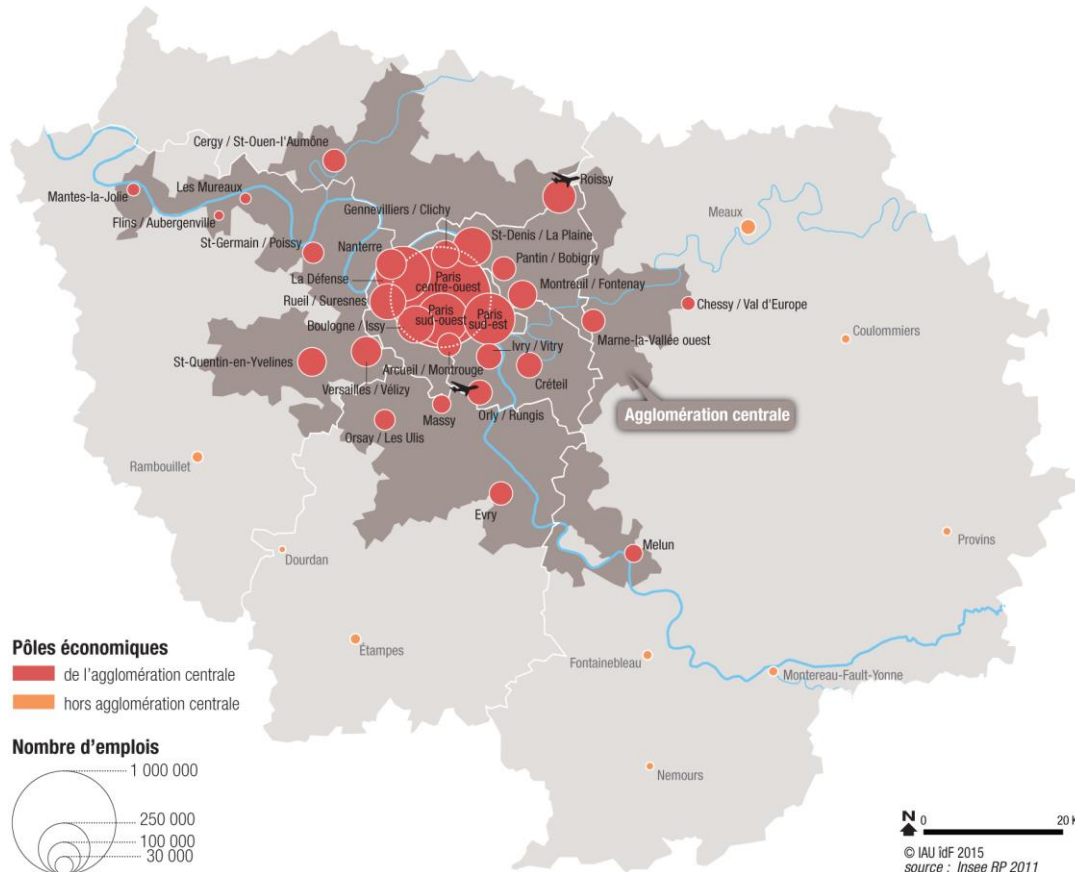 Cergy / St-Ouen-l'Aumône
Roissy
Mantes-la-Jolie
Les Mureaux
Gennevilliers / Clichy
Meaux
Flins / Aubergenville
St-Germain / Poissy
Nanterre
St-Denis / La Plaine
Pantin / Bobigny
La Défense
Paris
centre-ouest
Montreuil / Fontenay
Rueil / Suresnes
Chessy / Val d'Europe
Boulogne / Issy
Paris
sud-ouest
Paris
sud-est
Marne-la-Vallée ouest
Coulommiers
St-Quentin-en-Yvelines
Ivry / Vitry
Arcueil / Montrouge
Versailles / Vélizy
Créteil
Massy
Orly / Rungis
Agglomération centrale
Orsay / Les Ulis
Rambouillet
Evry
Provins
Dourdan
Melun
Étampes
Fontainebleau
Montereau-Fault-Yonne
Nemours
Pôles économiques
de l'agglomération centrale
hors agglomération centrale
Nombre d'emplois
1 000 000
250 000
100 000
30 000
N 0 20 K
© IAU îdF 2015
source : Insee RP 2011